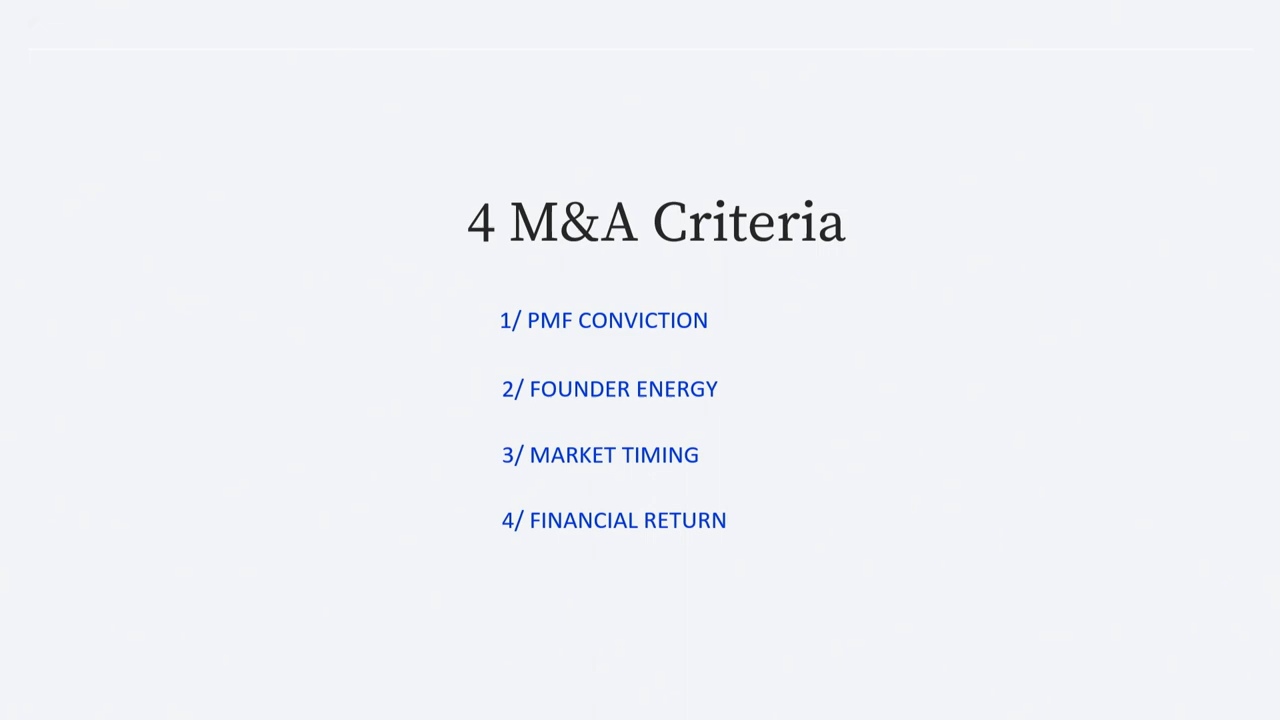 4 M&A Criteria
1/ PMF CONVICTION
2/ FOUNDER ENERGY
3/ MARKET TIMING
4/ FINANCIAL RETURN